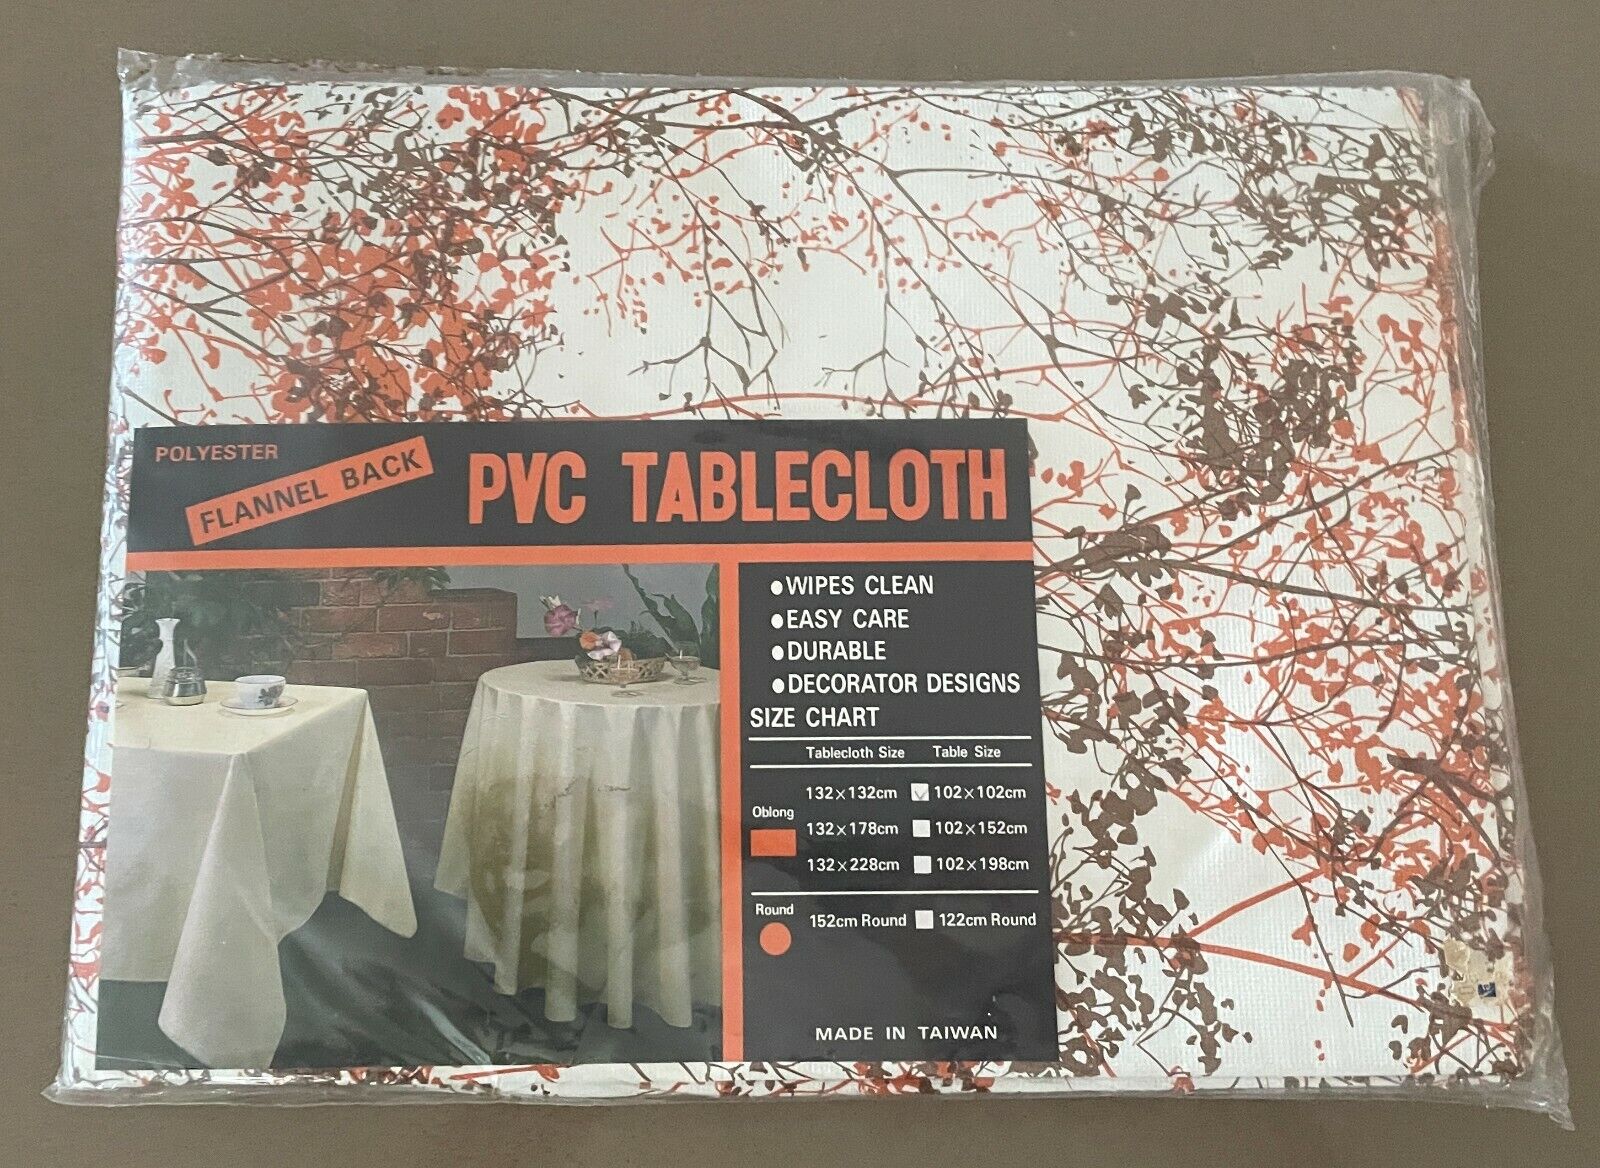 POLYESTER
FLANNEL BACK
PVC TABLECLOTH
●WIPES CLEAN
●EASY CARE
●DURABLE
●DECORATOR DESIGNS
SIZE CHART
Tablecloth Size Table Size
Oblong
132×132cm 102×102cm
132×178cm 102×152cm
132×228cm 102×198cm
Round
152cm Round 122cm Round
MADE IN TAIWAN